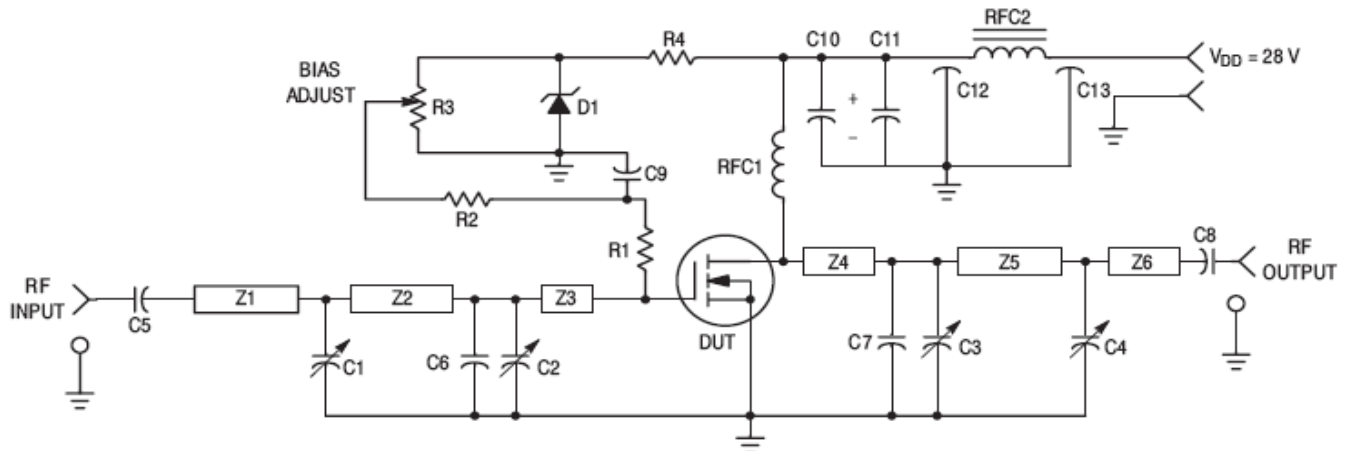 RFC2
R4
C10
C11
V_DD = 28 V
BIAS
ADJUST
R3
D1
C12
C13
+
–
RFC1
C9
R2
R1
C8
RF
OUTPUT
Z4
Z5
Z6
RF
INPUT
C5
Z1
Z2
Z3
DUT
C1
C6
C2
C7
C3
C4